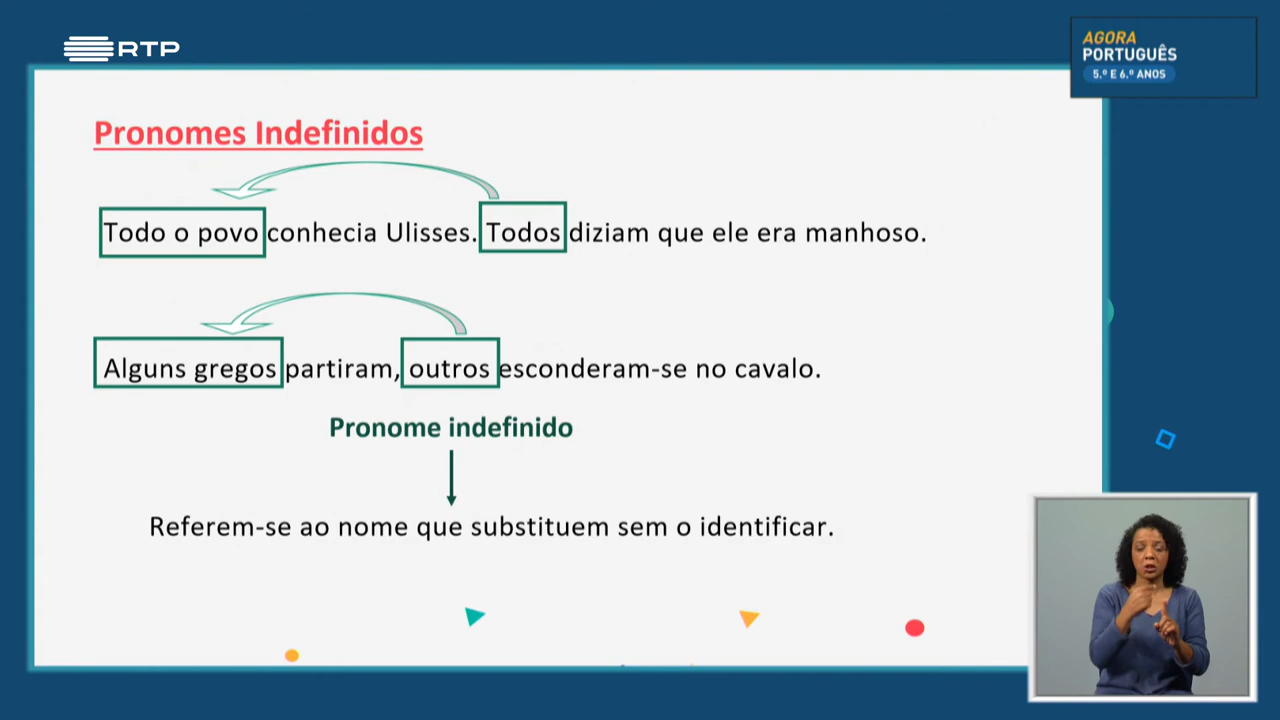 RTP
AGORA
PORTUGUÊS
5.º E 6.º ANOS
Pronomes Indefinidos
Todo o povo conhecia Ulisses. Todos diziam que ele era manhoso.
Alguns gregos partiram, outros esconderam-se no cavalo.
Pronome indefinido
Referem-se ao nome que substituem sem o identificar.